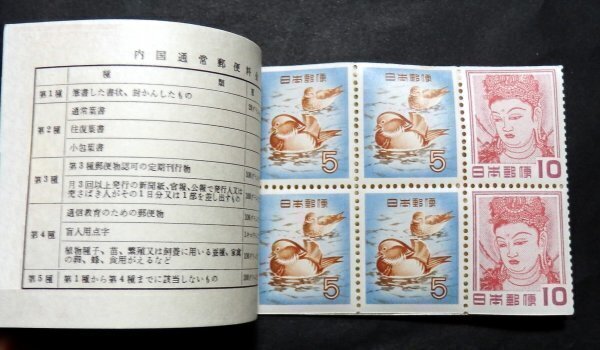 内国通常郵便料
種 類
第1種 筆書した書状、封かんしたもの
第2種 通常葉書
往復葉書
小包葉書
第3種 第3種郵便物認可の定期刊行物
月3回以上発行の新聞紙、官報、公報で発行人又は
売さばき人がその1日分又は1部を差し出すもの
第4種 通信教育のための郵便物
盲人用点字
植物種子、苗、繁殖又は飼養に用いる蚕種、家禽
の卵、蜂、食用がえるなど
第5種 第1種から第4種までに該当しないもの
日本郵便
5
日本郵便
5
10
日本郵便
日本郵便
5
日本郵便
5
日本郵便
10